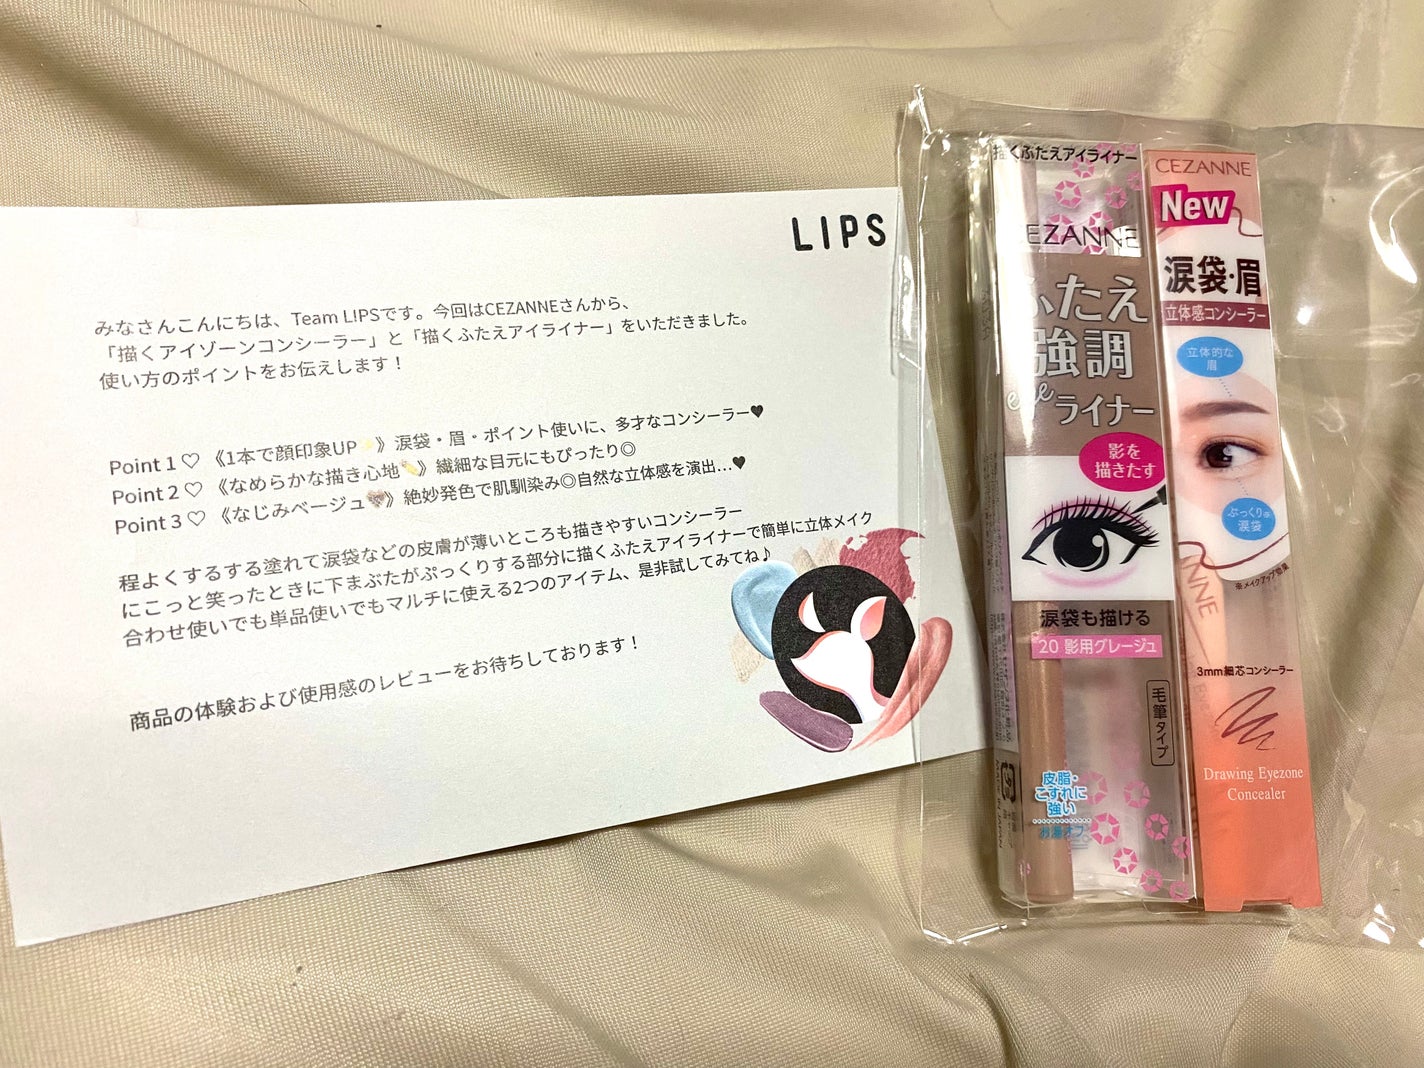 LIPS
みなさんこんにちは、Team LIPSです。今回はCEZANNEさんから、
「描くアイゾーンコンシーラー」と「描くふたえアイライナー」をいただきました。
使い方のポイントをお伝えします！
Point 1 ♡ 《1本で顔印象UP✨》涙袋・眉・ポイント使いに、多才なコンシーラー♥
Point 2 ♡ 《なめらかな描き心地✏️》繊細な目元にもぴったり◎
Point 3 ♡ 《なじみベージュ》絶妙発色で肌馴染み◎自然な立体感を演出…♥
程よくするする塗れて涙袋などの皮膚が薄いところも描きやすいコンシーラー
にこっと笑ったときに下まぶたがぷっくりする部分に描くふたえアイライナーで簡単に立体メイク
合わせ使いでも単品使いでもマルチに使える2つのアイテム、是非試してみてね♪
商品の体験および使用感のレビューをお待ちしております！
描くふたえアイライナー
EZANNE
ふたえ
強調
eye
ライナー
影を
描きたす
涙袋も描ける
20 影用グレージュ
毛筆タイプ
皮脂・
こすれに
強い
お湯オフ
MADE IN JAPAN
CEZANNE
New
涙袋・眉
立体感コンシーラー
立体的な
眉
ぷっくりな
涙袋
※メイクアップ効果
ANNE
3mm細芯コンシーラー
Drawing Eyezone
Concealer